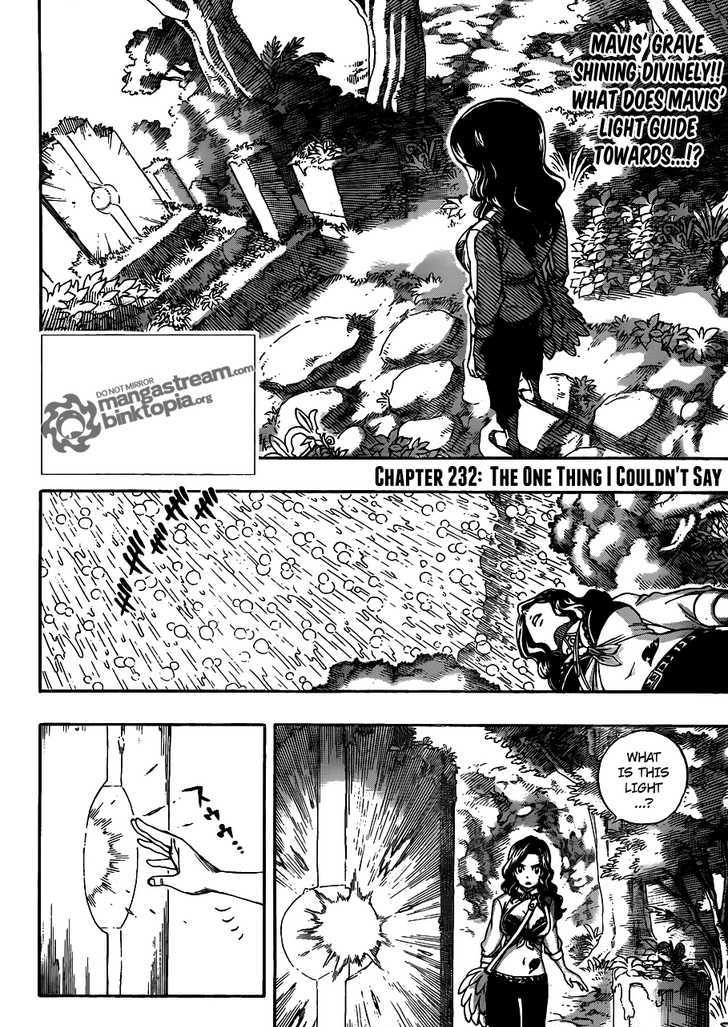 MAVIS' GRAVE
SHINING DIVINELY!!
WHAT DOES MAVIS'
LIGHT GUIDE
TOWARDS...!?
DO NOT MIRROR
mangastream.com
binktopia.org
CHAPTER 232: THE ONE THING I COULDN'T SAY
WHAT
IS THIS
LIGHT
...?